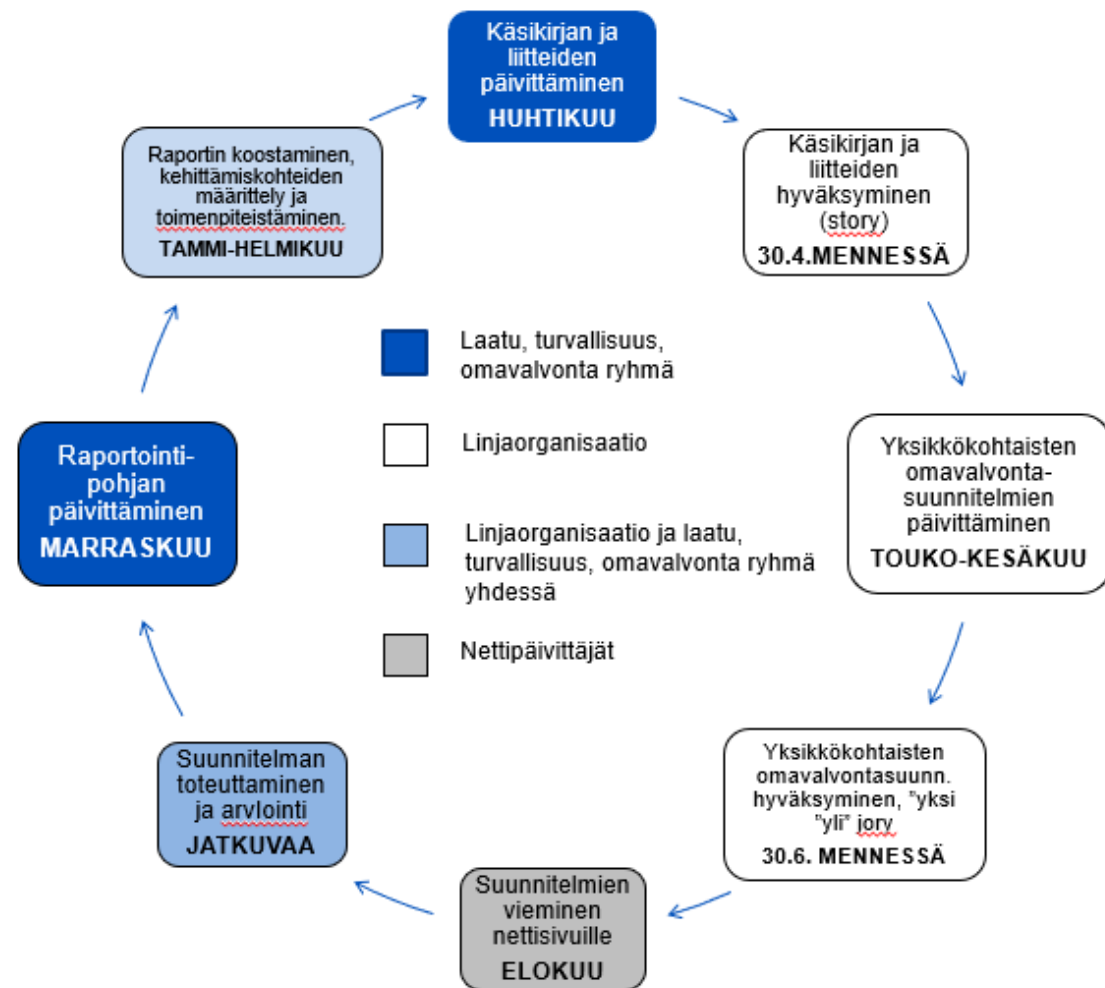 Käsikirjan ja
liitteiden
päivittäminen
HUHTIKUU
Käsikirjan ja
liitteiden
hyväksyminen
(story)
30.4.MENNESSÄ
Yksikkökohtaisten
omavalvonta-
suunnitelmien
päivittäminen
TOUKO-KESÄKUU
Yksikkökohtaisten
omavalvontasuunn.
hyväksyminen, ”yksi
”yli” jory
30.6. MENNESSÄ
Suunnitelmien
vieminen
nettisivuille
ELOKUU
Suunnitelman
toteuttaminen
ja arvlointi
JATKUVAA
Raportointi-
pohjan
päivittäminen
MARRASKUU
Raportin koostaminen,
kehittämiskohteiden
määrittely ja
toimenpiteistäminen.
TAMMI-HELMIKUU
Laatu, turvallisuus,
omavalvonta ryhmä
Linjaorganisaatio
Linjaorganisaatio ja laatu,
turvallisuus, omavalvonta ryhmä
yhdessä
Nettipäivittäjät